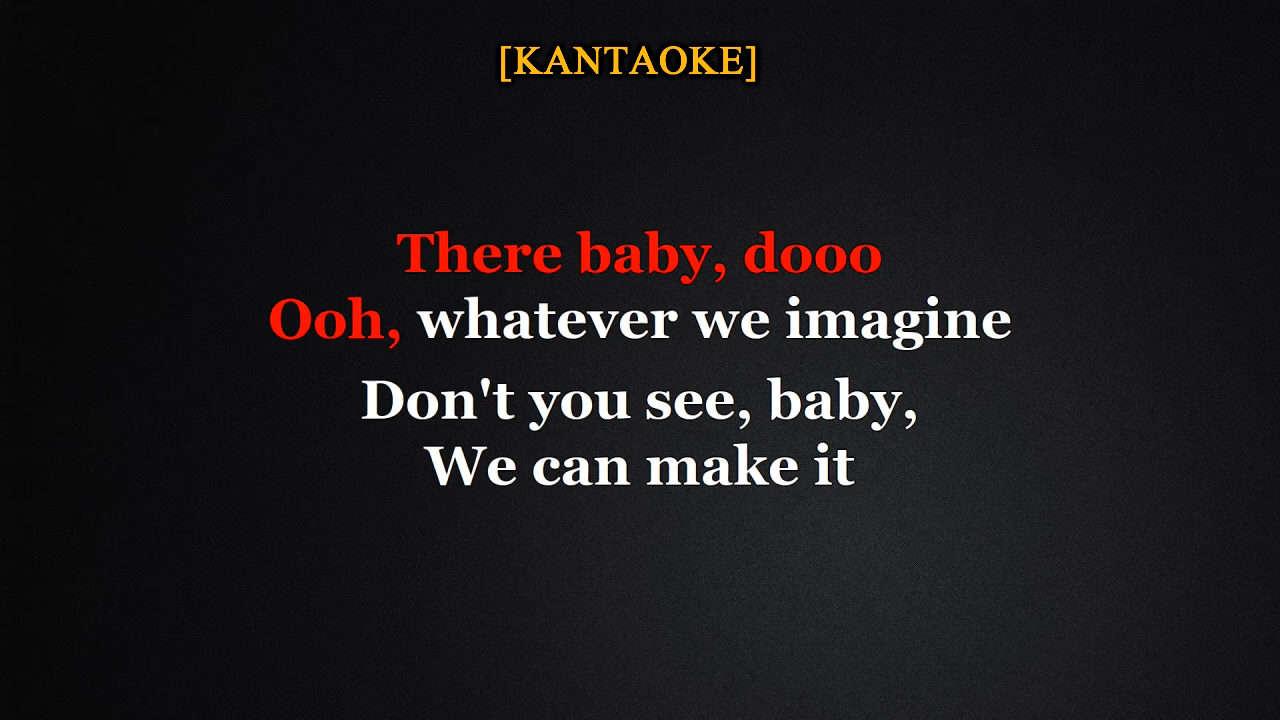 [KANTAOKE]
There baby, dooo
Ooh, whatever we imagine
Don't you see, baby,
We can make it